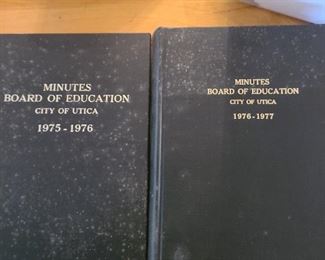 MINUTES
BOARD OF EDUCATION
CITY OF UTICA
1975-1976
MINUTES
BOARD OF EDUCATION
CITY OF UTICA
1976-1977